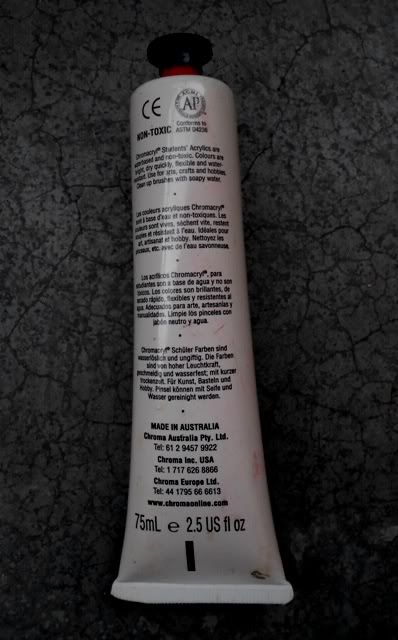 CE
AP
Conforms to
ASTM D4236
NON-TOXIC
Chromacryl® Students' Acrylics are
waterbased and non-toxic. Colours are
bright, dry quickly, flexible and water-
Use for arts, crafts and hobbies.
Clean up brushes with soapy water.
Les couleurs acryliques Chromacryl®
sont à base d'eau et non-toxiques. Les
couleurs sont vives, sèchent vite, restent
souples et résistent à l'eau. Idéales pour
art, artisanat et hobby. Nettoyez les
pinceaux, etc. avec de l'eau savonneuse.
Los acrílicos Chromacryl®, para
estudiantes son a base de agua y no son
tóxicos. Los colores son brillantes, de
secado rápido, flexibles y resistentes al
agua. Adecuados para arte, artesanías y
manualidades. Limpie lós pinceles con
jabón neutro y agua.
Chromacryl® Schüler Farben sind
wasserlöslich und ungiftig. Die Farben
sind von hoher Leuchtkraft,
geschmeidig und wasserfest; mit kurzer
Trockenzeit. Für Kunst, Basteln und
Hobby. Pinsel können mit Seife und
Wasser gereinight werden.
MADE IN AUSTRALIA
Chroma Australia Pty. Ltd.
Tel: 61 2 9457 9922
Chroma Inc. USA
Tel: 1 717 626 8866
Chroma Europe Ltd.
Tel: 44 1795 66 6613
www.chromaonline.com
75mL e 2.5 US fl oz